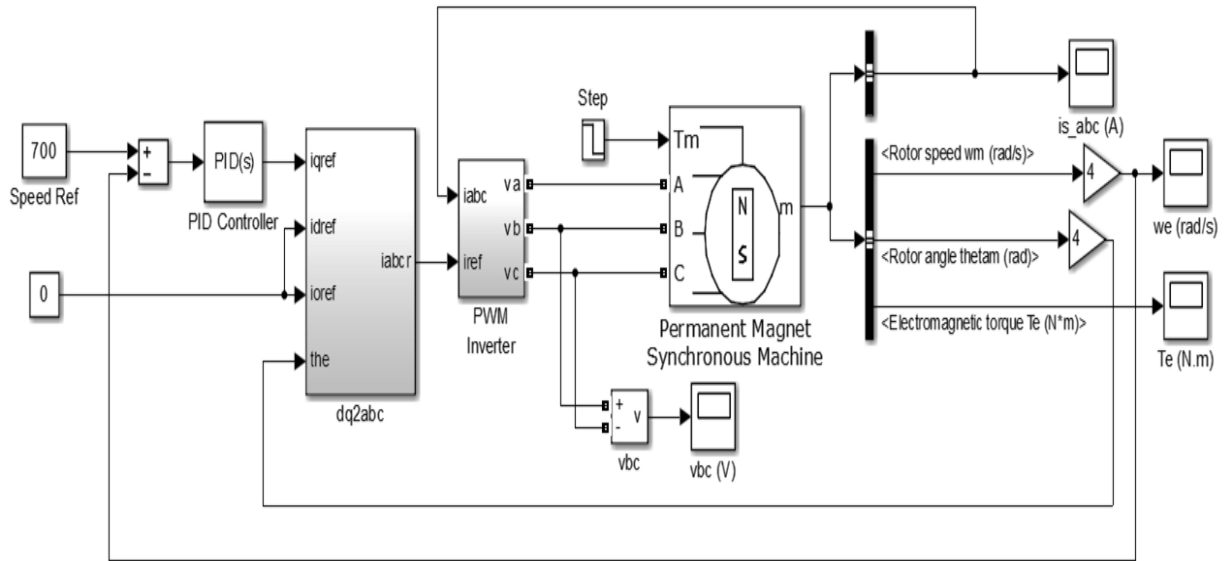 Step
Tm
A
B
C
N
S
m
Permanent Magnet
Synchronous Machine
is_abc (A)
<Rotor speed wm (rad/s)>
4
we (rad/s)
<Rotor angle thetam (rad)>
4
<Electromagnetic torque Te (N*m)>
Te (N.m)
700
Speed Ref
+
−
PID(s)
PID Controller
0
iqref
idref
ioref
the
iabcr
dq2abc
iabc
iref
va
vb
vc
PWM
Inverter
+
-
v
vbc
vbc (V)